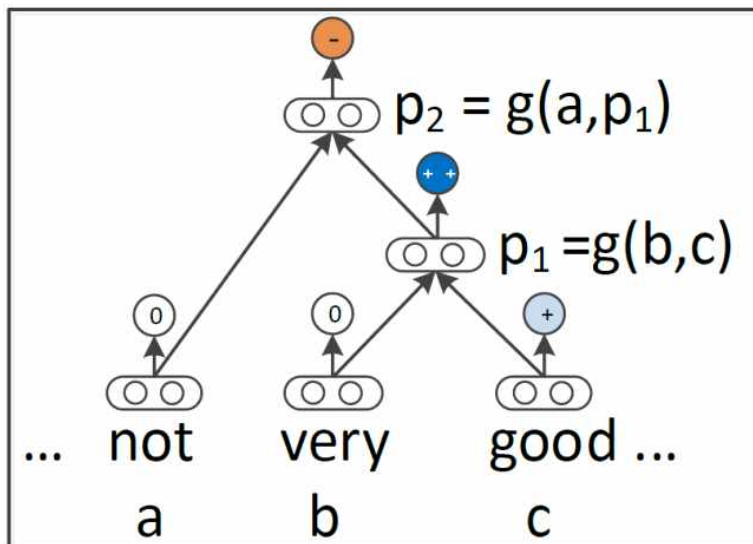 -
p₂ = g(a,p₁)
+ +
p₁ =g(b,c)
0 0 +
... not very good ...
a b c